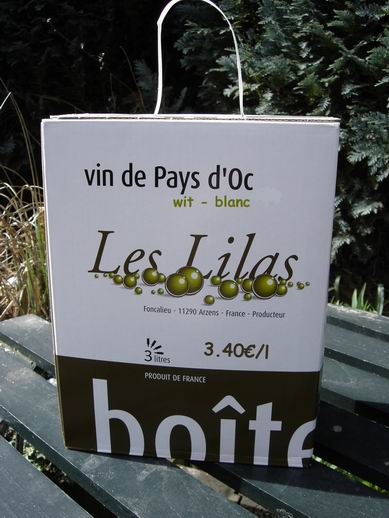 vin de Pays d'Oc
wit - blanc
Les Lilas
Foncalieu - 11290 Arzens - France - Producteur
3 litres
3.40€/l
PRODUIT DE FRANCE
boîte